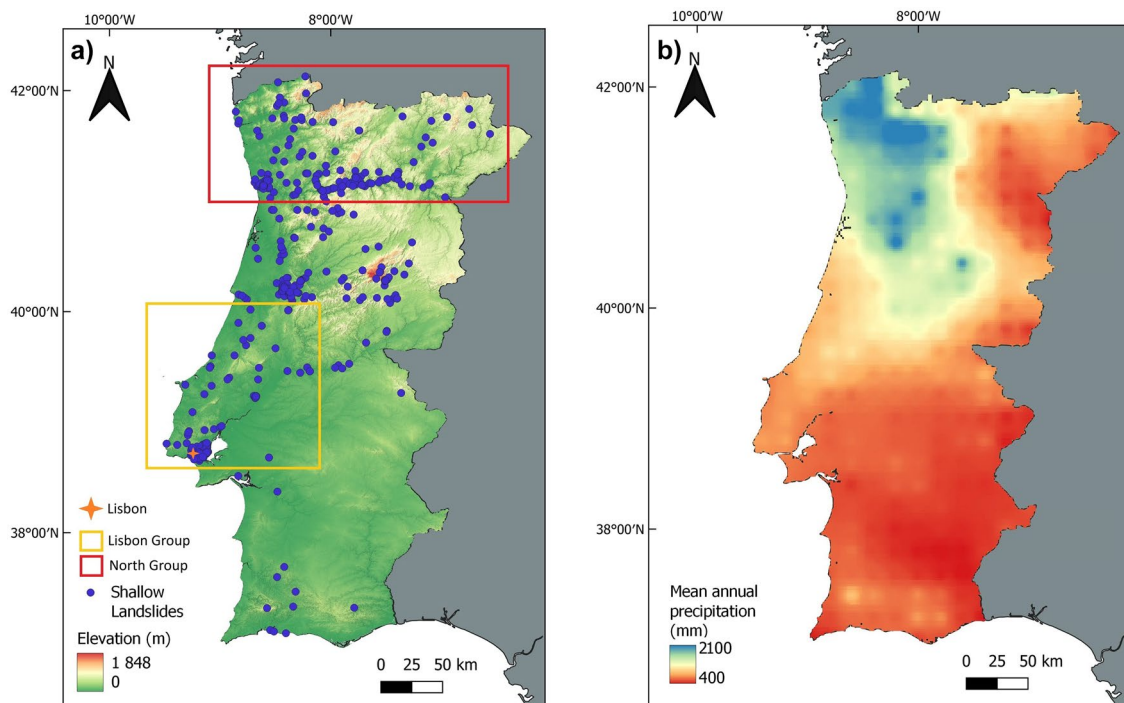 10°00′W
8°00′W
a)
N
42°00′N
40°00′N
38°00′N
Lisbon
Lisbon Group
North Group
Shallow
Landslides
Elevation (m)
1 848
0
0 25 50 km
10°00′W
8°00′W
b)
N
42°00′N
40°00′N
38°00′N
Mean annual
precipitation
(mm)
2100
400
0 25 50 km